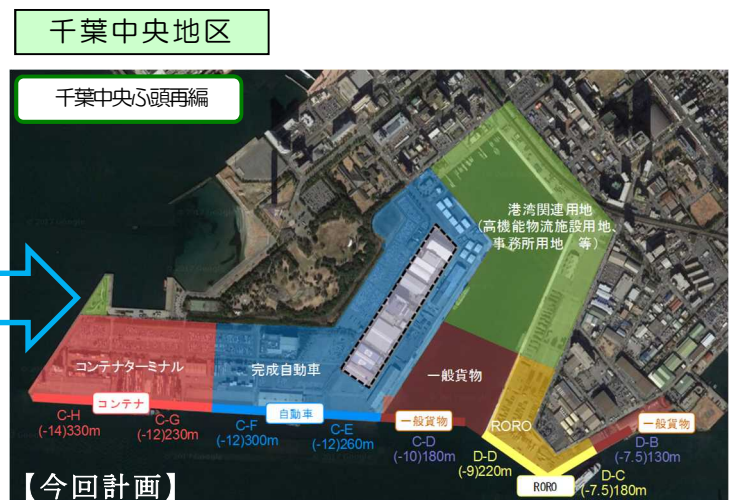 千葉中央地区
千葉中央ふ頭再編
港湾関連用地
(高機能物流施設用地、
事務所用地 等)
コンテナターミナル
完成自動車
一般貨物
RORO
コンテナ
自動車
一般貨物
一般貨物
RORO
C-H
(-14)330m
C-G
(-12)230m
C-F
(-12)300m
C-E
(-12)260m
C-D
(-10)180m
D-D
(-9)220m
D-C
(-7.5)180m
D-B
(-7.5)130m
【今回計画】